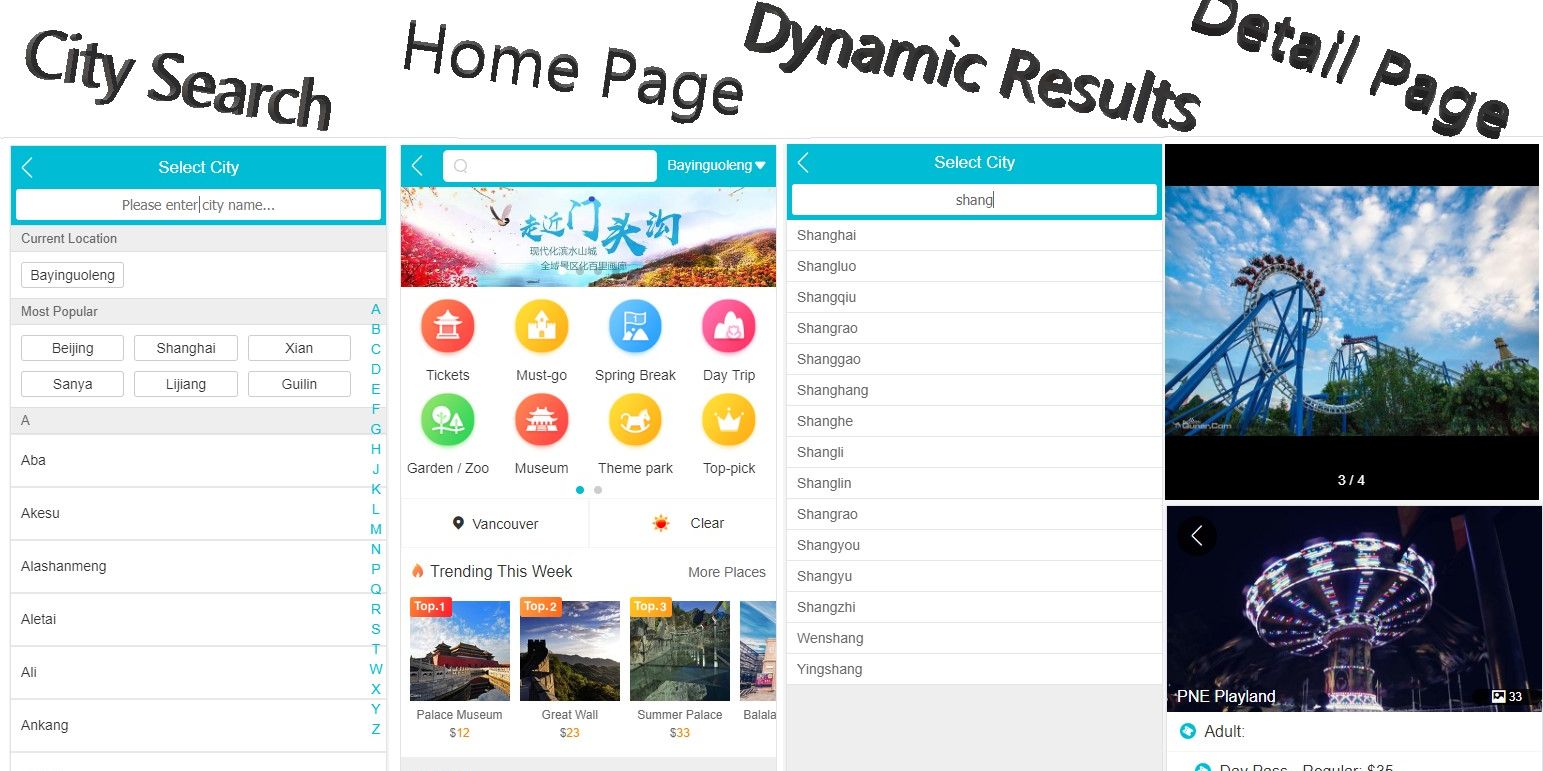 City Search
Home Page
Dynamic Results
Detail Page
Select City
Please enter city name...
Current Location
Bayinguoleng
Most Popular
Beijing Shanghai Xian
Sanya Lijiang Guilin
A
Aba
Akesu
Alashanmeng
Aletai
Ali
Ankang
A
B
C
D
E
F
G
H
J
K
L
M
N
P
Q
R
S
T
W
X
Y
Z
Bayinguoleng
走近门头沟
现代化滨水山城
全域景区化百里画廊
Tickets Must-go Spring Break Day Trip
Garden / Zoo Museum Theme park Top-pick
Vancouver Clear
Trending This Week More Places
Top.1 Top.2 Top.3
Palace Museum Great Wall Summer Palace Balala
$12 $23 $33
Select City
shang
Shanghai
Shangluo
Shangqiu
Shangrao
Shanggao
Shanghang
Shanghe
Shangli
Shanglin
Shangrao
Shangyou
Shangyu
Shangzhi
Wenshang
Yingshang
Qunar.Com
3 / 4
PNE Playland 33
Adult:
Day Pass - Regular: $35